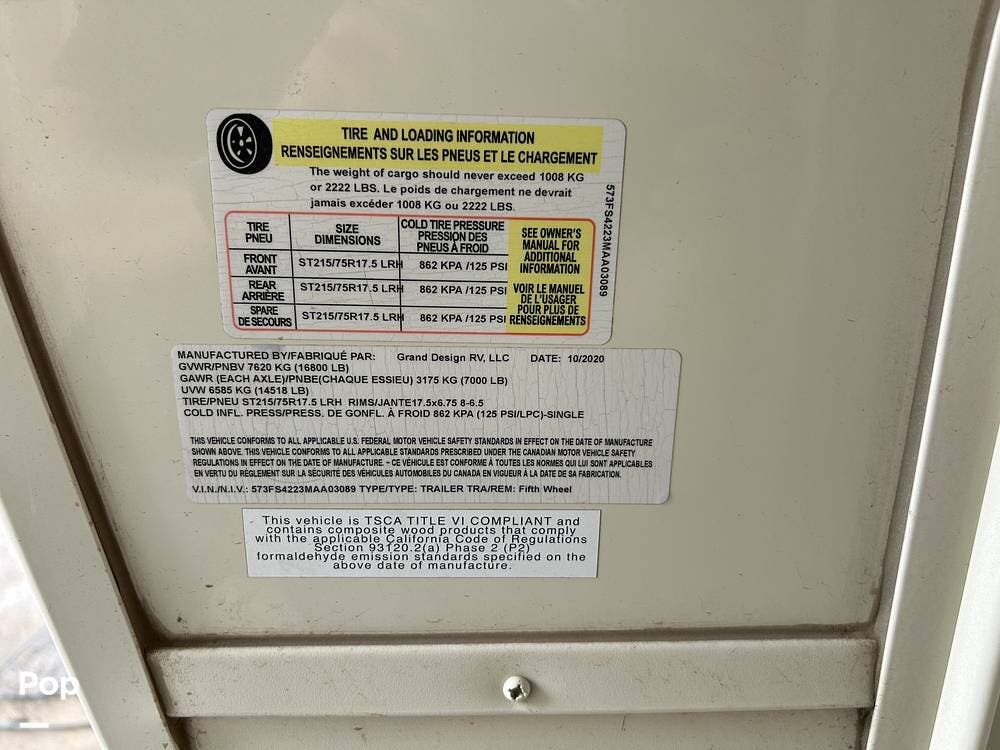 TIRE AND LOADING INFORMATION
RENSEIGNEMENTS SUR LES PNEUS ET LE CHARGEMENT
The weight of cargo should never exceed 1008 KG
or 2222 LBS. Le poids de chargement ne devrait
jamais excéder 1008 KG ou 2222 LBS.
TIRE
PNEU
SIZE
DIMENSIONS
COLD TIRE PRESSURE
PRESSION DES
PNEUS À FROID
FRONT
AVANT
ST215/75R17.5 LRH
862 KPA /125 PSI
REAR
ARRIÈRE
ST215/75R17.5 LRH
862 KPA /125 PSI
SPARE
DE SECOURS
ST215/75R17.5 LRH
862 KPA /125 PSI
SEE OWNER'S
MANUAL FOR
ADDITIONAL
INFORMATION
VOIR LE MANUEL
DE L'USAGER
POUR PLUS DE
RENSEIGNEMENTS
573FS4223MAA03089
MANUFACTURED BY/FABRIQUÉ PAR: Grand Design RV, LLC DATE: 10/2020
GVWR/PNBV 7620 KG (16800 LB)
GAWR (EACH AXLE)/PNBE(CHAQUE ESSIEU) 3175 KG (7000 LB)
UVW 6585 KG (14518 LB)
TIRE/PNEU ST215/75R17.5 LRH RIMS/JANTE17.5x6.75 8-6.5
COLD INFL. PRESS/PRESS. DE GONFL. À FROID 862 KPA (125 PSI/LPC)-SINGLE
THIS VEHICLE CONFORMS TO ALL APPLICABLE U.S. FEDERAL MOTOR VEHICLE SAFETY STANDARDS IN EFFECT ON THE DATE OF MANUFACTURE
SHOWN ABOVE. THIS VEHICLE CONFORMS TO ALL APPLICABLE STANDARDS PRESCRIBED UNDER THE CANADIAN MOTOR VEHICLE SAFETY
REGULATIONS IN EFFECT ON THE DATE OF MANUFACTURE. ~ CE VÉHICULE EST CONFORME À TOUTES LES NORMES QUI LUI SONT APPLICABLES
EN VERTU DU RÈGLEMENT SUR LA SÉCURITÉ DES VÉHICULES AUTOMOBILES DU CANADA EN VIGUEUR À LA DATE DE SA FABRICATION.
V.I.N./N.I.V.: 573FS4223MAA03089 TYPE/TYPE: TRAILER TRA/REM: Fifth Wheel
This vehicle is TSCA TITLE VI COMPLIANT and
contains composite wood products that comply
with the applicable California Code of Regulations
Section 93120.2(a) Phase 2 (P2)
formaldehyde emission standards specified on the
above date of manufacture.
Pop